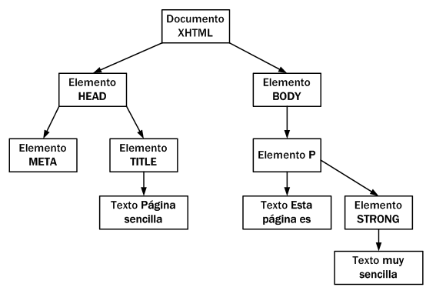 Documento
XHTML
Elemento
HEAD
Elemento
BODY
Elemento
META
Elemento
TITLE
Elemento P
Texto Página
sencilla
Texto Esta
página es
Elemento
STRONG
Texto muy
sencilla